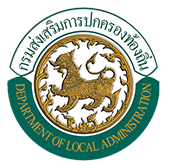 กรมส่งเสริมการปกครองท้องถิ่น
DEPARTMENT OF LOCAL ADMINISTRATION